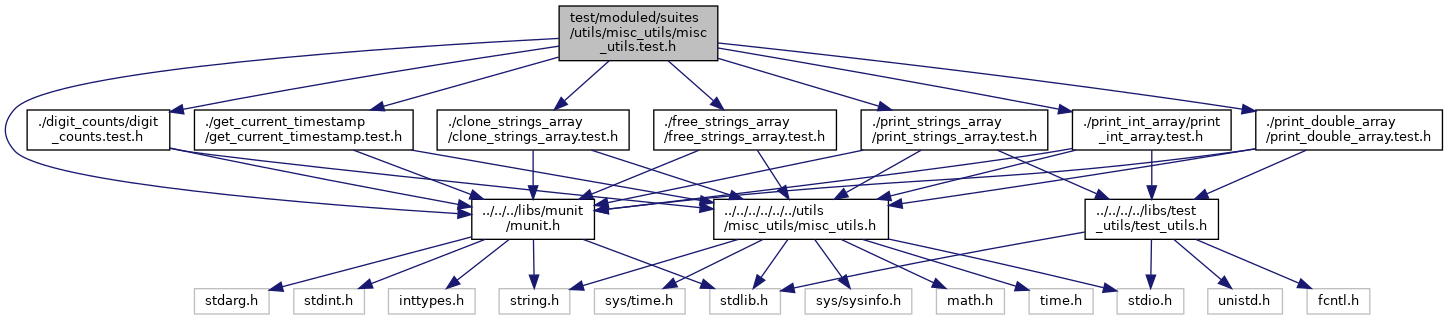 test/moduled/suites
/utils/misc_utils/misc
_utils.test.h
./digit_counts/digit
_counts.test.h
./get_current_timestamp
/get_current_timestamp.test.h
./clone_strings_array
/clone_strings_array.test.h
./free_strings_array
/free_strings_array.test.h
./print_strings_array
/print_strings_array.test.h
./print_int_array/print
_int_array.test.h
./print_double_array
/print_double_array.test.h
../../../libs/munit
/munit.h
../../../../../../utils
/misc_utils/misc_utils.h
../../../../libs/test
_utils/test_utils.h
stdarg.h
stdint.h
inttypes.h
string.h
sys/time.h
stdlib.h
sys/sysinfo.h
math.h
time.h
stdio.h
unistd.h
fcntl.h